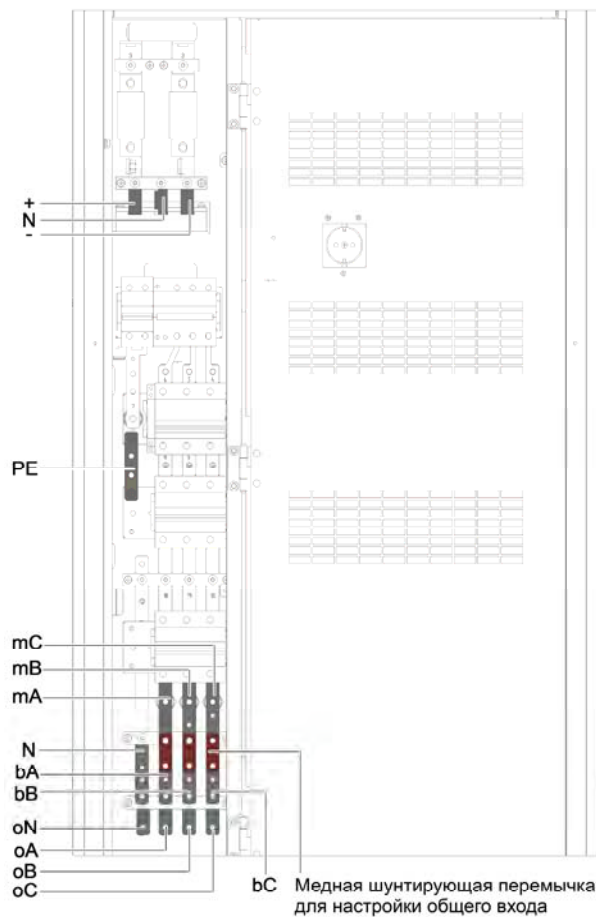 +
N
-
PE
mC
mB
mA
N
bA
bB
oN
oA
oB
oC
bC
Медная шунтирующая перемычка
для настройки общего входа